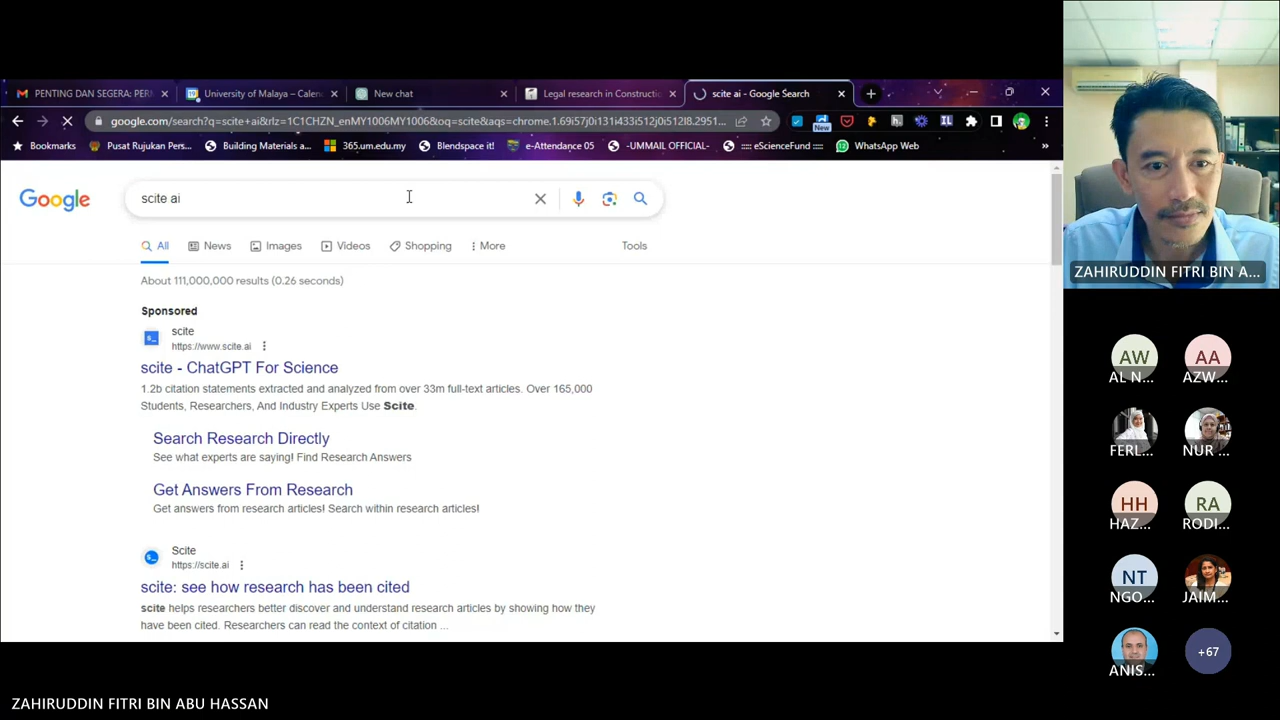 PENTING DAN SEGERA: PER
University of Malaya – Calen
New chat
Legal research in Constructio
scite ai - Google Search
google.com/search?q=scite+ai&rlz=1C1CHZN_enMY1006MY1006&oq=scite&aqs=chrome.1.69i57j0i131i433i512j0i512l8.2951...
New
Bookmarks
Pusat Rujukan Pers...
Building Materials a...
365.um.edu.my
Blendspace it!
e-Attendance 05
-UMMAIL OFFICIAL-
::::: eScienceFund :::::
WhatsApp Web
»
Google
scite ai
All
News
Images
Videos
Shopping
More
Tools
About 111,000,000 results (0.26 seconds)
Sponsored
scite
https://www.scite.ai
scite - ChatGPT For Science
1.2b citation statements extracted and analyzed from over 33m full-text articles. Over 165,000
Students, Researchers, And Industry Experts Use Scite.
Search Research Directly
See what experts are saying! Find Research Answers
Get Answers From Research
Get answers from research articles! Search within research articles!
Scite
https://scite.ai
scite: see how research has been cited
scite helps researchers better discover and understand research articles by showing how they
have been cited. Researchers can read the context of citation ...
ZAHIRUDDIN FITRI BIN A...
AW
AL N...
AA
AZW...
FERL...
NUR ...
HH
HAZ...
RA
RODI...
NT
NGO...
JAIM...
ANIS...
+67
ZAHIRUDDIN FITRI BIN ABU HASSAN